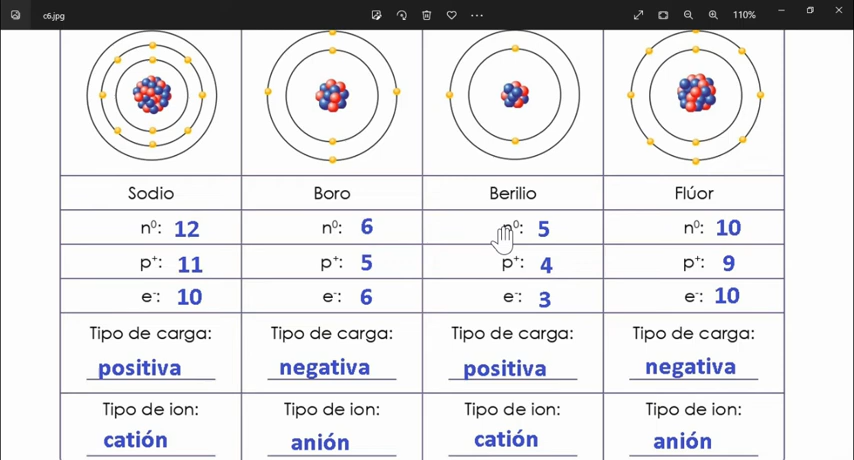 c6.jpg
110%
Sodio Boro Berilio Flúor
n⁰: 12 n⁰: 6 n⁰: 5 n⁰: 10
p⁺: 11 p⁺: 5 p⁺: 4 p⁺: 9
e⁻: 10 e⁻: 6 e⁻: 3 e⁻: 10
Tipo de carga: Tipo de carga: Tipo de carga: Tipo de carga:
positiva negativa positiva negativa
Tipo de ion: Tipo de ion: Tipo de ion: Tipo de ion:
catión anión catión anión